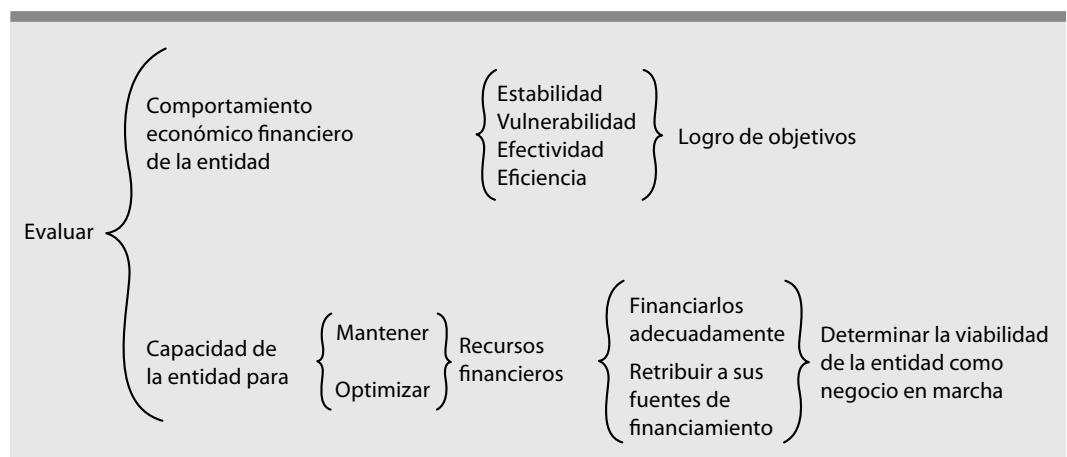 Evaluar
Comportamiento
económico financiero
de la entidad
Estabilidad
Vulnerabilidad
Efectividad
Eficiencia
Logro de objetivos
Capacidad de
la entidad para
Mantener
Optimizar
Recursos
financieros
Financiarlos
adecuadamente
Retribuir a sus
fuentes de
financiamiento
Determinar la viabilidad
de la entidad como
negocio en marcha